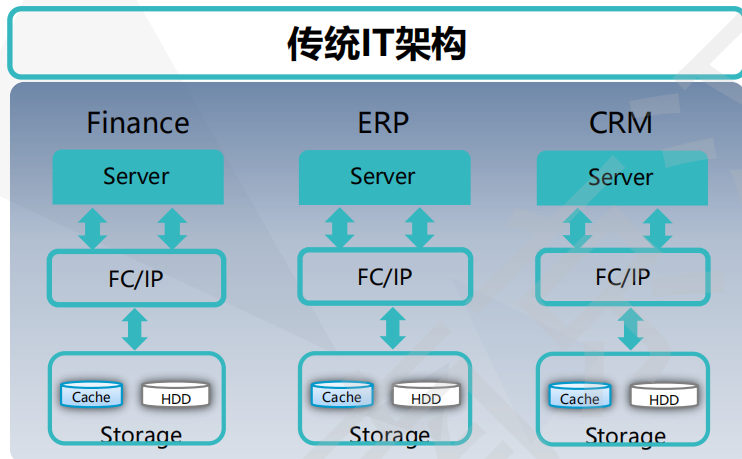 传统IT架构
Finance
ERP
CRM
Server
Server
Server
FC/IP
FC/IP
FC/IP
Cache
HDD
Cache
HDD
Cache
HDD
Storage
Storage
Storage